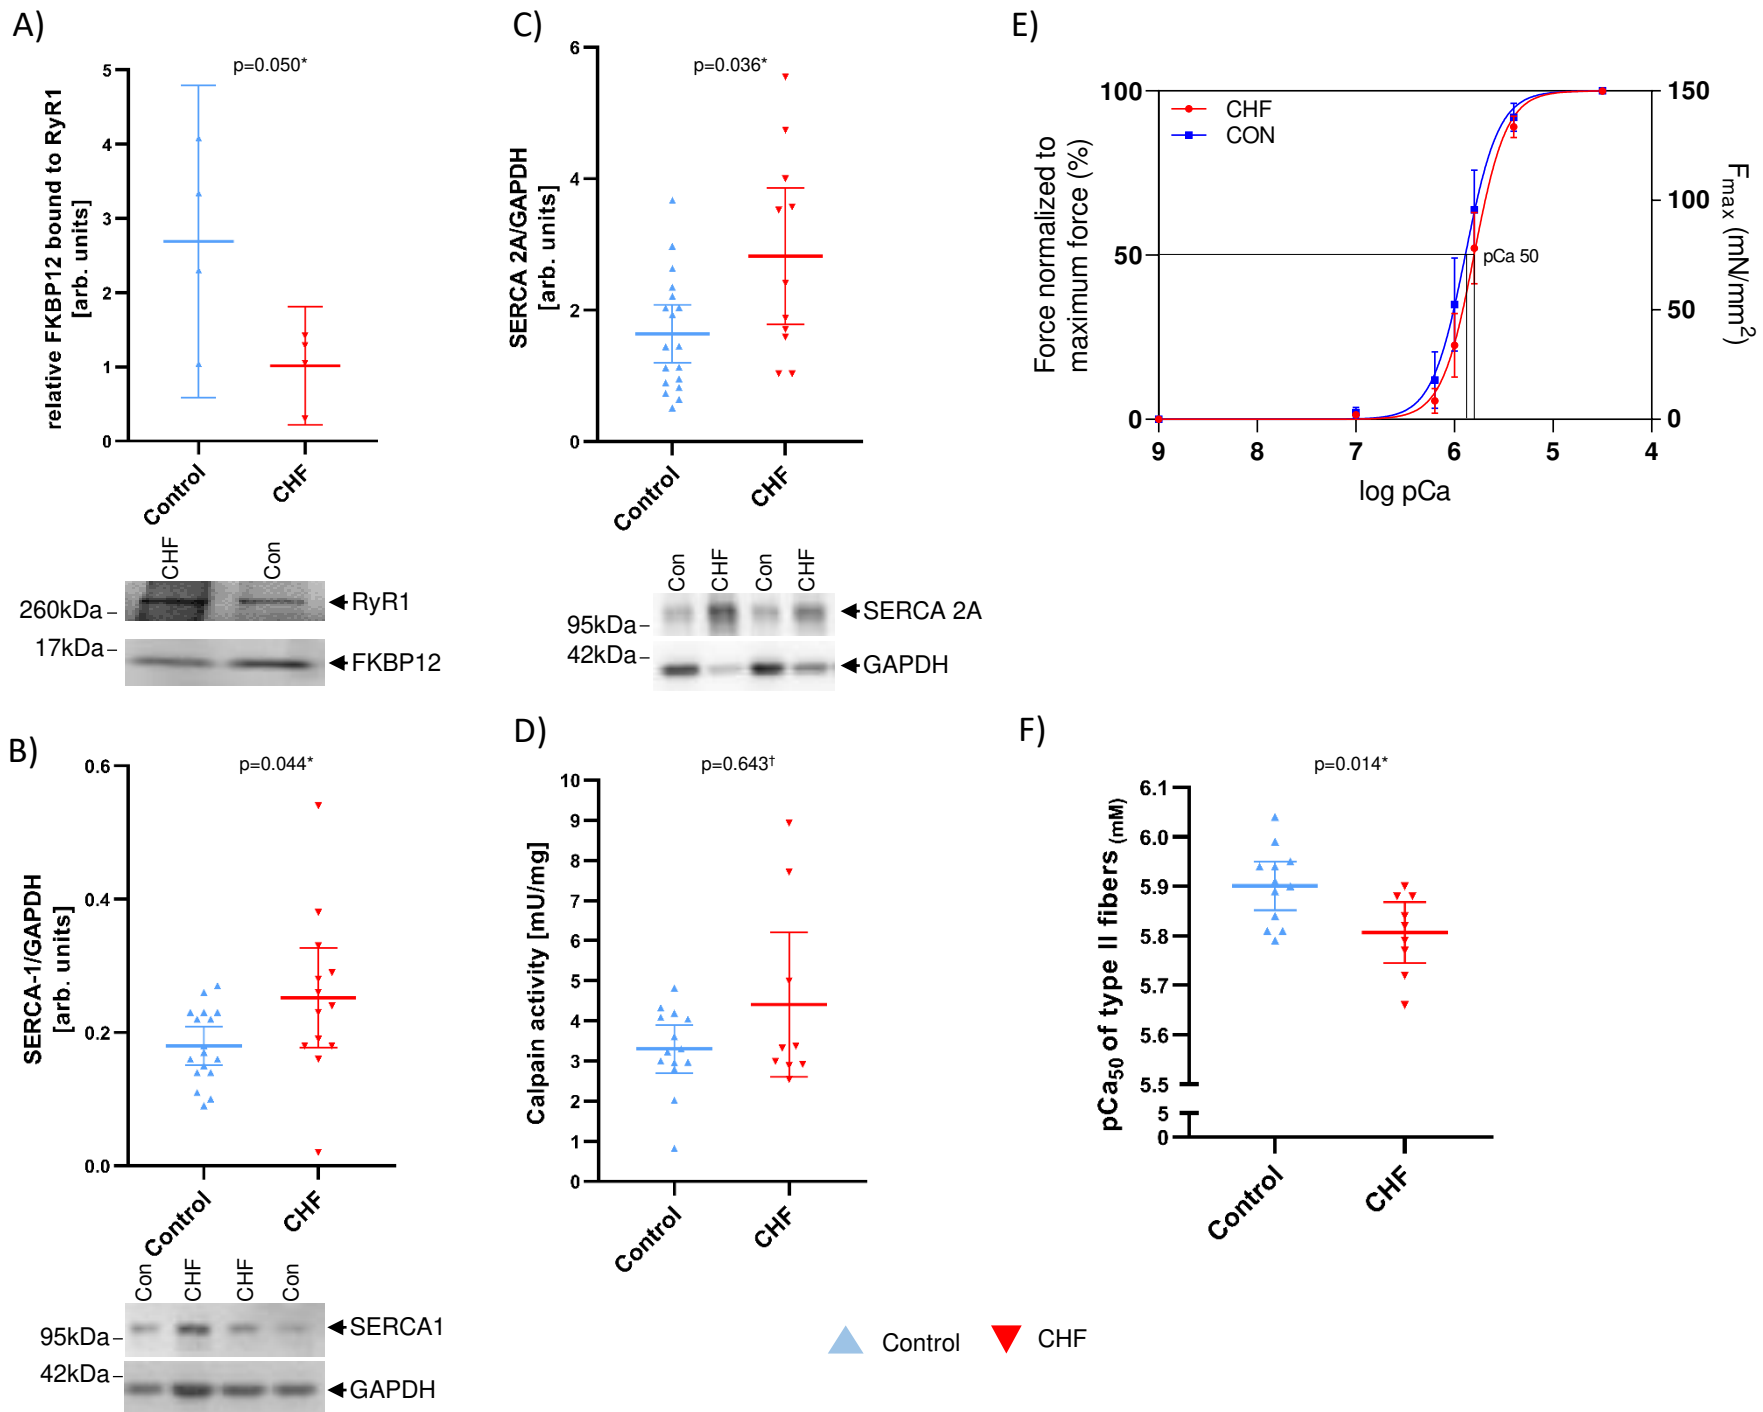 A)
p=0.050*
relative FKBP12 bound to RyR1
[arb. units]
5
4
3
2
1
0
Control
CHF
CHF
Con
260kDa
RyR1
17kDa
FKBP12
C)
p=0.036*
SERCA 2A/GAPDH
[arb. units]
6
4
2
0
Control
CHF
Con
CHF
Con
CHF
95kDa
SERCA 2A
42kDa
GAPDH
E)
CHF
CON
Force normalized to
maximum force (%)
100
50
0
pCa 50
150
100
50
0
Fmax (mN/mm²)
9 8 7 6 5 4
log pCa
B)
p=0.044*
SERCA-1/GAPDH
[arb. units]
0.6
0.4
0.2
0.0
Control
CHF
Con
CHF
CHF
Con
95kDa
SERCA1
42kDa
GAPDH
D)
p=0.643†
Calpain activity [mU/mg]
10
9
8
7
6
5
4
3
2
1
0
Control
CHF
F)
p=0.014*
pCa50 of type II fibers (mM)
6.1
6.0
5.9
5.8
5.7
5.6
5.5
5
0
Control
CHF
Control
CHF